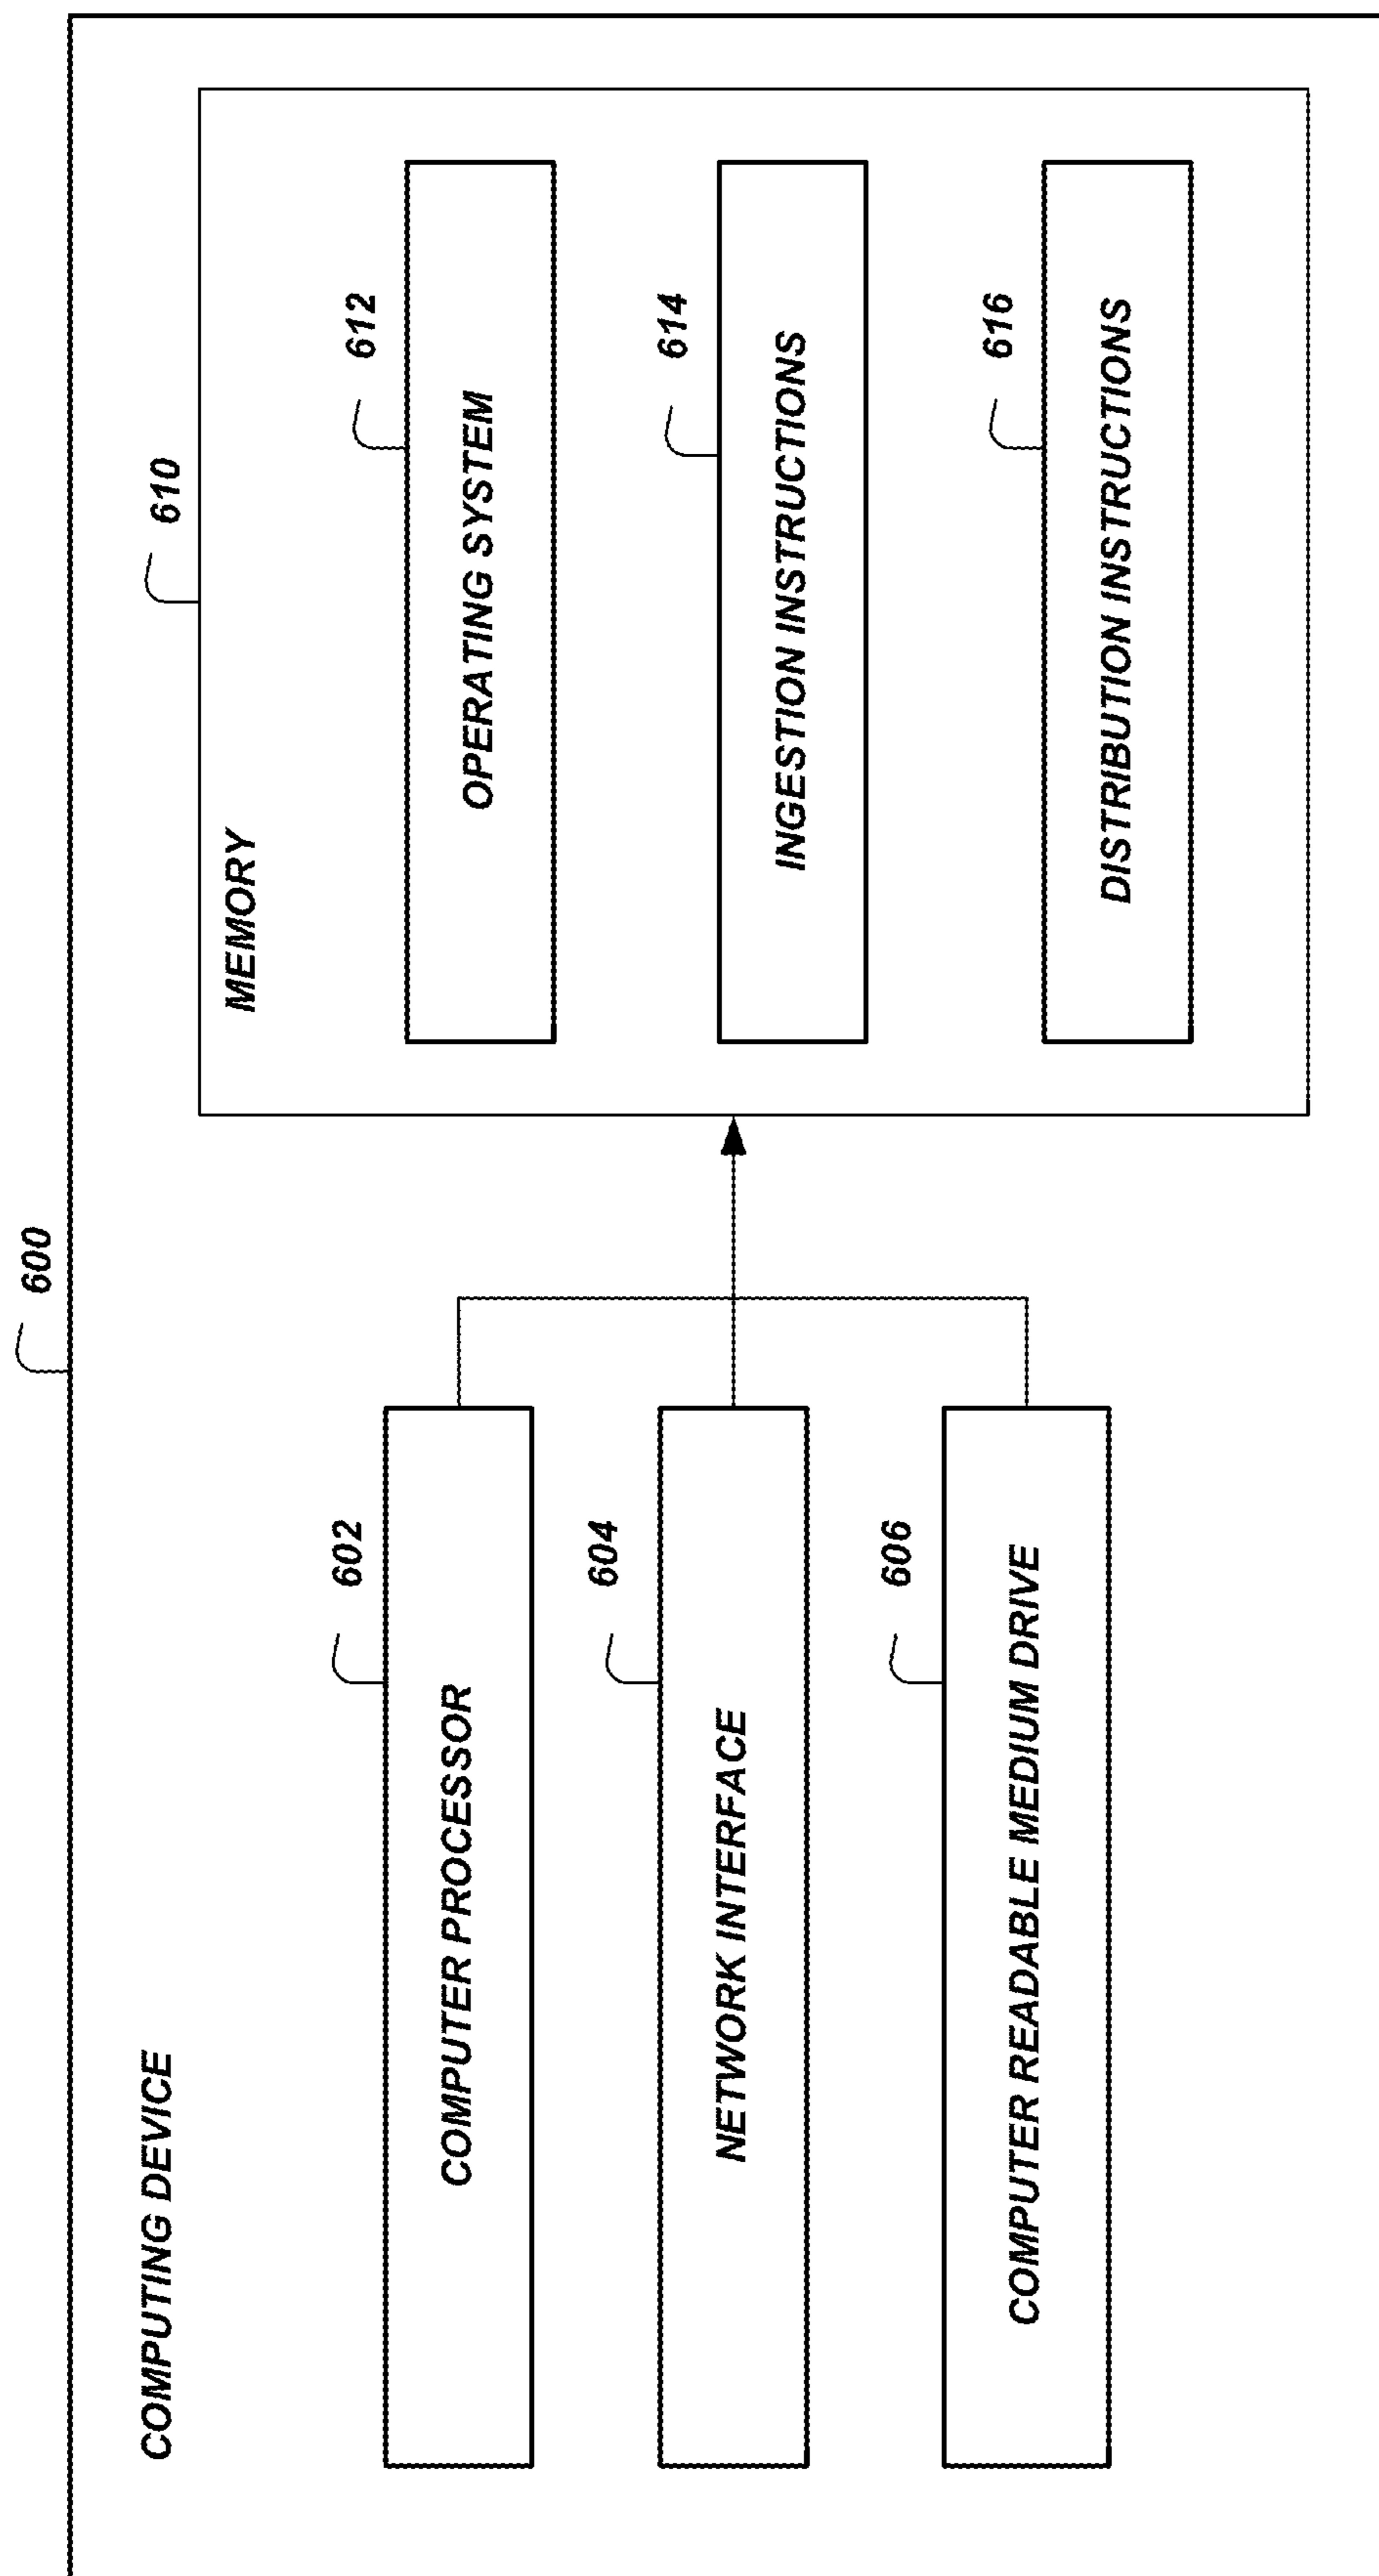 600
COMPUTING DEVICE
602
COMPUTER PROCESSOR
604
NETWORK INTERFACE
606
COMPUTER READABLE MEDIUM DRIVE
610
MEMORY
612
OPERATING SYSTEM
614
INGESTION INSTRUCTIONS
616
DISTRIBUTION INSTRUCTIONS